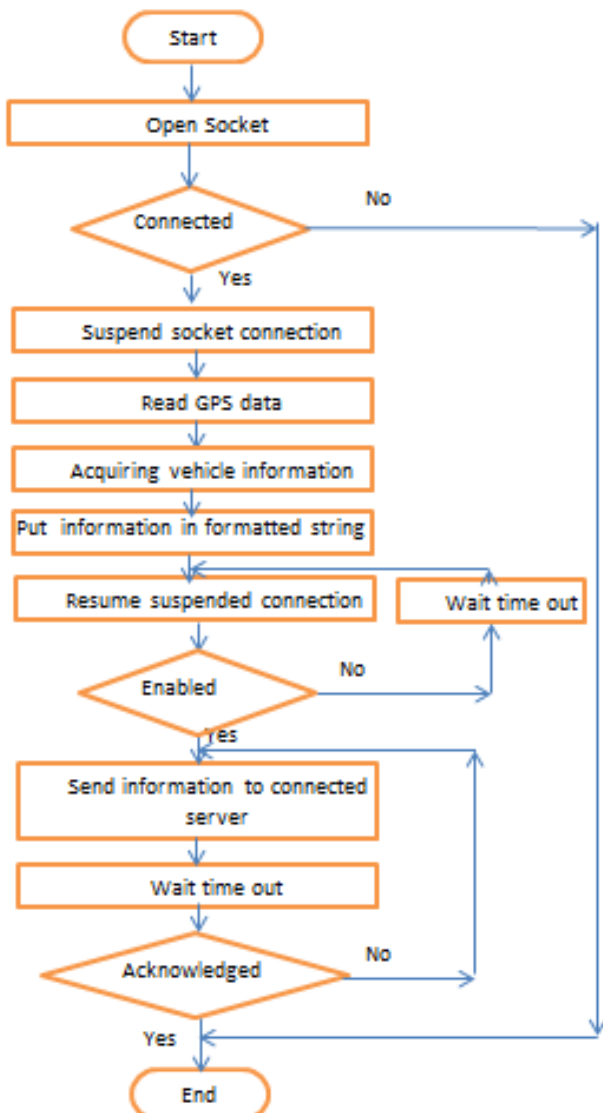 Start
Open Socket
No
Connected
Yes
Suspend socket connection
Read GPS data
Acquiring vehicle information
Put information in formatted string
Resume suspended connection
Wait time out
Enabled
No
Yes
Send information to connected
server
Wait time out
No
Acknowledged
Yes
End